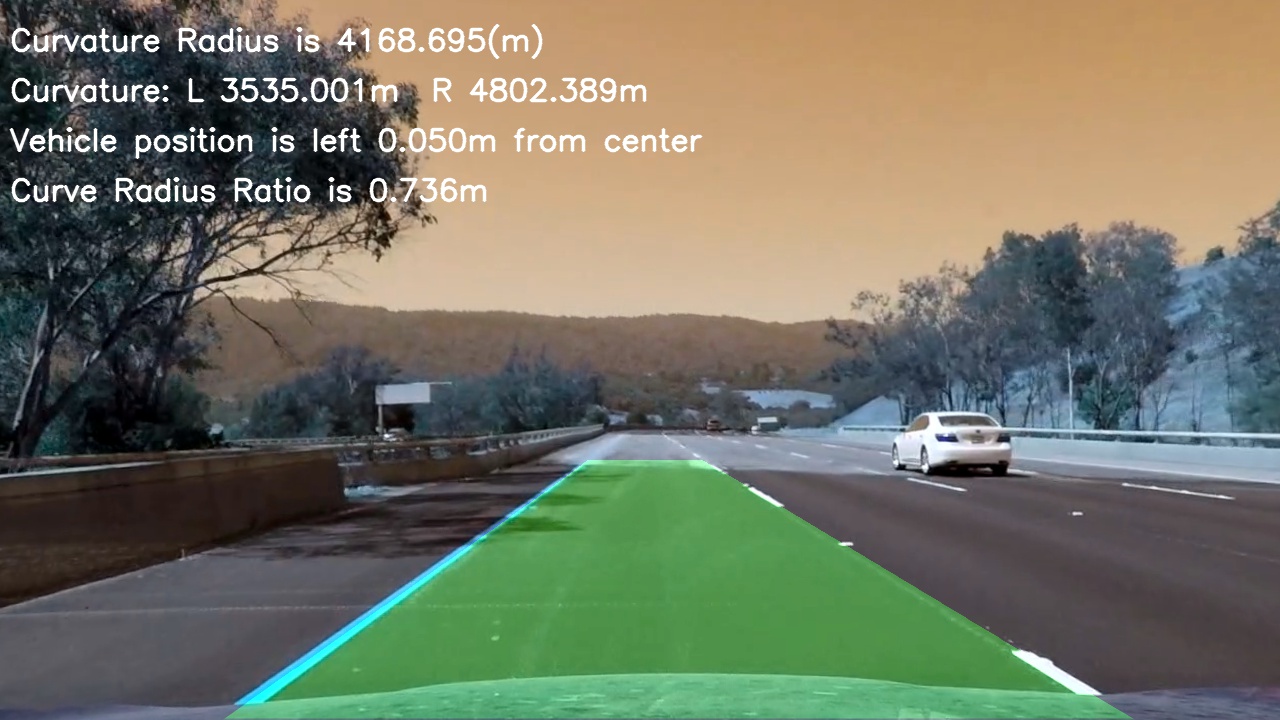 Curvature Radius is 4168.695(m)
Curvature: L 3535.001m R 4802.389m
Vehicle position is left 0.050m from center
Curve Radius Ratio is 0.736m